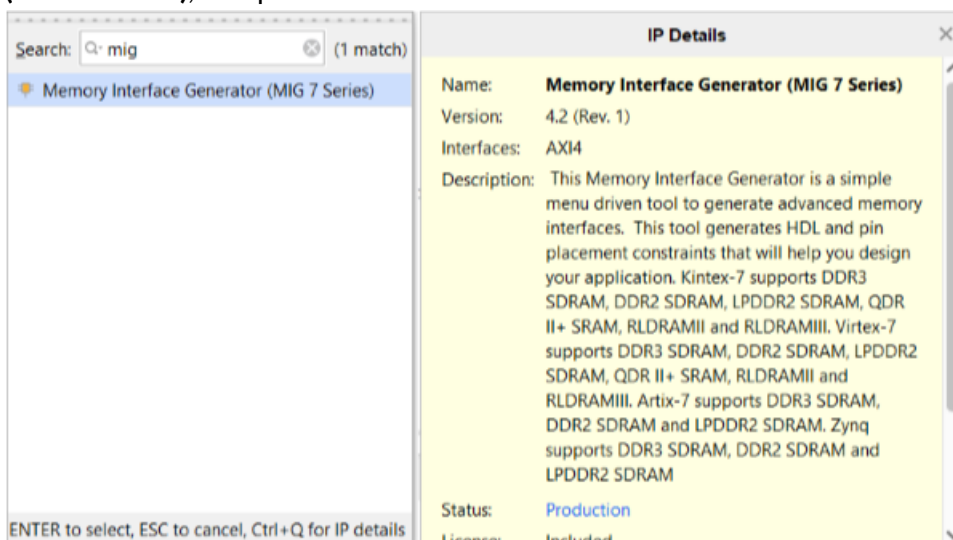 Search: mig (1 match)
Memory Interface Generator (MIG 7 Series)
ENTER to select, ESC to cancel, Ctrl+Q for IP details
IP Details
Name: Memory Interface Generator (MIG 7 Series)
Version: 4.2 (Rev. 1)
Interfaces: AXI4
Description: This Memory Interface Generator is a simple
menu driven tool to generate advanced memory
interfaces. This tool generates HDL and pin
placement constraints that will help you design
your application. Kintex-7 supports DDR3
SDRAM, DDR2 SDRAM, LPDDR2 SDRAM, QDR
II+ SRAM, RLDRAMII and RLDRAMIII. Virtex-7
supports DDR3 SDRAM, DDR2 SDRAM, LPDDR2
SDRAM, QDR II+ SRAM, RLDRAMII and
RLDRAMIII. Artix-7 supports DDR3 SDRAM,
DDR2 SDRAM and LPDDR2 SDRAM. Zynq
supports DDR3 SDRAM, DDR2 SDRAM and
LPDDR2 SDRAM
Status: Production
License: Included